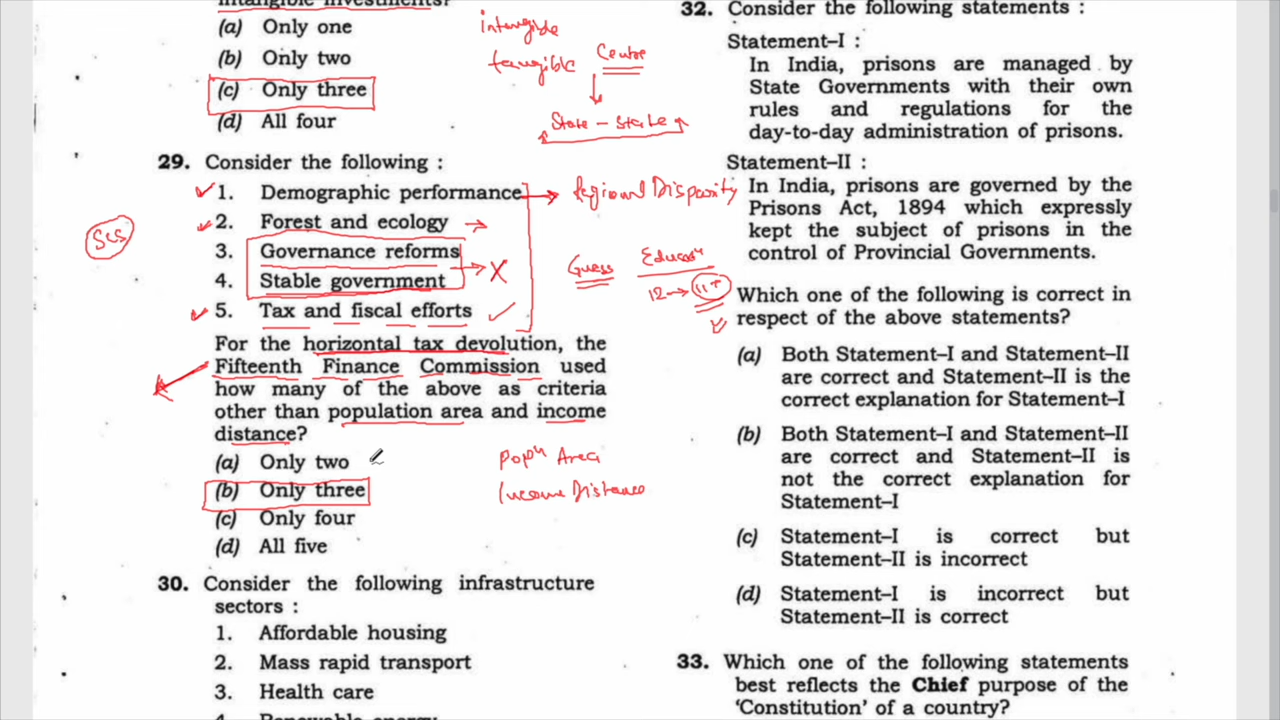 intangible investments?
(a) Only one
(b) Only two
(c) Only three
(d) All four
intangible
tangible
Centre
State - State
29. Consider the following :
1. Demographic performance
2. Forest and ecology
3. Governance reforms
4. Stable government
5. Tax and fiscal efforts
SCS
Regional Disparity
X
Guess
12 → IIT
For the horizontal tax devolution, the
Fifteenth Finance Commission used
how many of the above as criteria
other than population area and income
distance?
(a) Only two
(b) Only three
(c) Only four
(d) All five
Popn Area
Income Distance
30. Consider the following infrastructure
sectors :
1. Affordable housing
2. Mass rapid transport
3. Health care
4. Renewable energy
32. Consider the following statements :
Statement–I :
In India, prisons are managed by
State Governments with their own
rules and regulations for the
day-to-day administration of prisons.
Statement–II :
In India, prisons are governed by the
Prisons Act, 1894 which expressly
kept the subject of prisons in the
control of Provincial Governments.
Which one of the following is correct in
respect of the above statements?
(a) Both Statement–I and Statement–II
are correct and Statement–II is the
correct explanation for Statement–I
(b) Both Statement–I and Statement–II
are correct and Statement–II is
not the correct explanation for
Statement–I
(c) Statement–I is correct but
Statement–II is incorrect
(d) Statement–I is incorrect but
Statement–II is correct
33. Which one of the following statements
best reflects the Chief purpose of the
'Constitution' of a country?